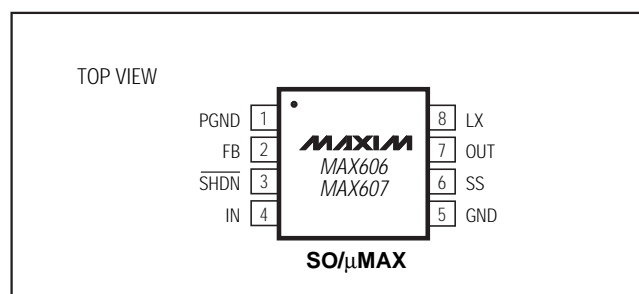 TOP VIEW
PGND 1
FB 2
SHDN 3
IN 4
MAXIM
MAX606
MAX607
8 LX
7 OUT
6 SS
5 GND
SO/μMAX